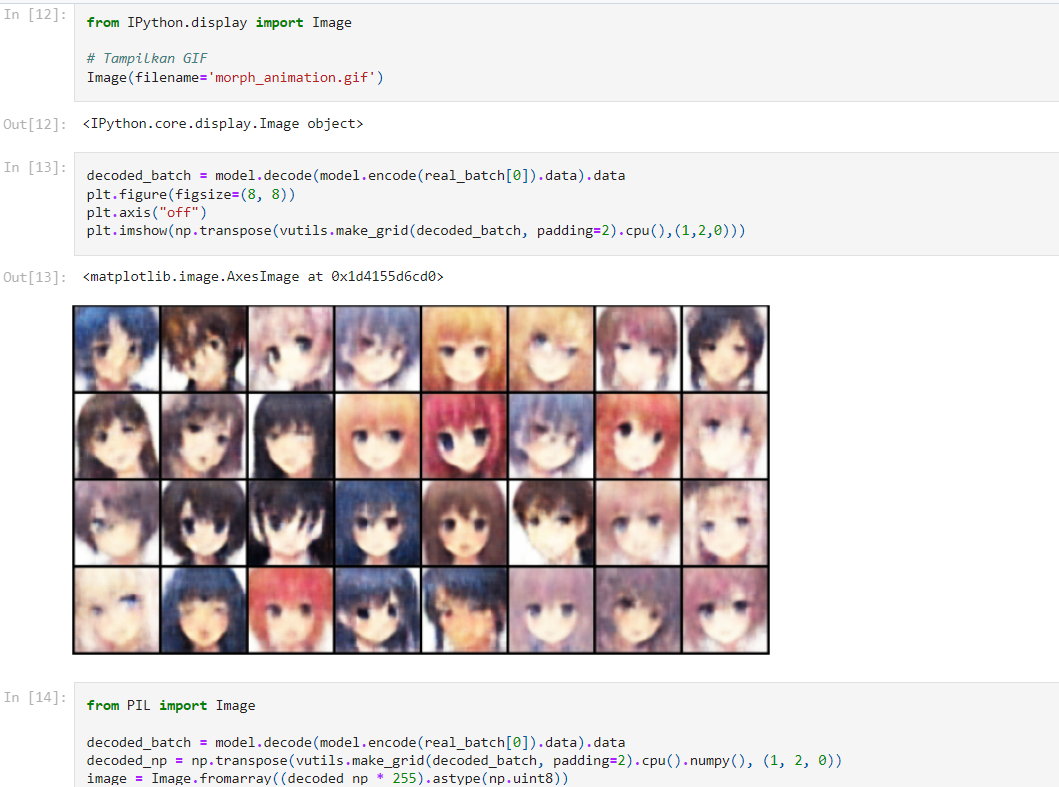 In [12]:
from IPython.display import Image
# Tampilkan GIF
Image(filename='morph_animation.gif')
Out[12]: <IPython.core.display.Image object>
In [13]:
decoded_batch = model.decode(model.encode(real_batch[0]).data).data
plt.figure(figsize=(8, 8))
plt.axis("off")
plt.imshow(np.transpose(vutils.make_grid(decoded_batch, padding=2).cpu(),(1,2,0)))
Out[13]: <matplotlib.image.AxesImage at 0x1d4155d6cd0>
In [14]:
from PIL import Image
decoded_batch = model.decode(model.encode(real_batch[0]).data).data
decoded_np = np.transpose(vutils.make_grid(decoded_batch, padding=2).cpu().numpy(), (1, 2, 0))
image = Image.fromarray((decoded_np * 255).astype(np.uint8))